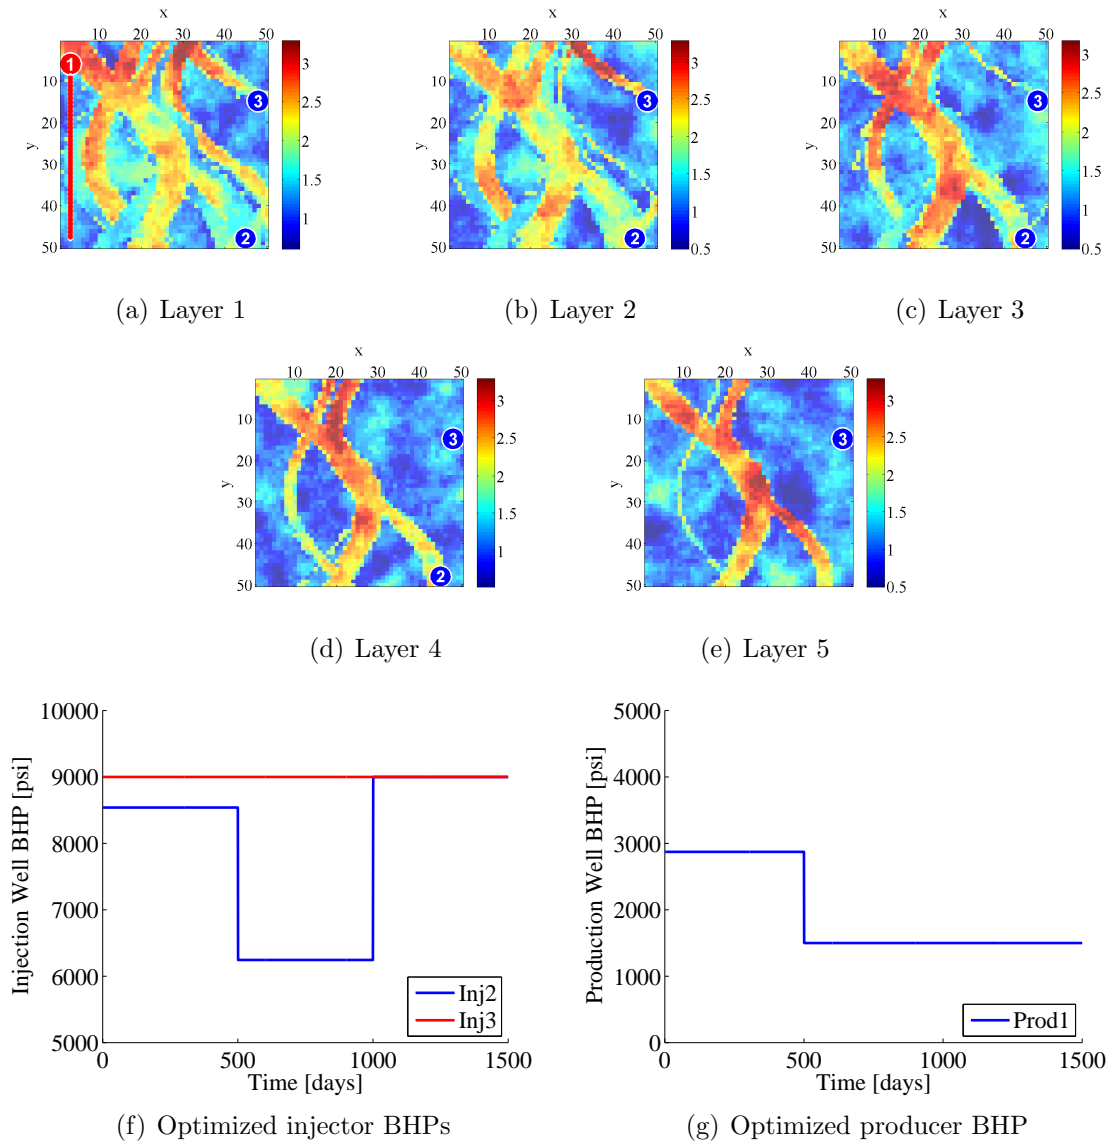 x x x
10 20 30 40 50 10 20 30 40 50 10 20 30 40 50
1 3 2 10 20 30 40 50 y 3 2.5 2 1.5 1
3 2 10 20 30 40 50 y 3 2.5 2 1.5 1 0.5
3 2 10 20 30 40 50 y 3 2.5 2 1.5 1
(a) Layer 1 (b) Layer 2 (c) Layer 3
x x
10 20 30 40 50 10 20 30 40 50
3 2 10 20 30 40 50 y 3 2.5 2 1.5 1
3 10 20 30 40 50 y 3 2.5 2 1.5 1 0.5
(d) Layer 4 (e) Layer 5
Injection Well BHP [psi]
10000
9000
8000
7000
6000
5000
Inj2
Inj3
0 500 1000 1500
Time [days]
(f) Optimized injector BHPs
Production Well BHP [psi]
5000
4000
3000
2000
1000
0
Prod1
0 500 1000 1500
Time [days]
(g) Optimized producer BHP